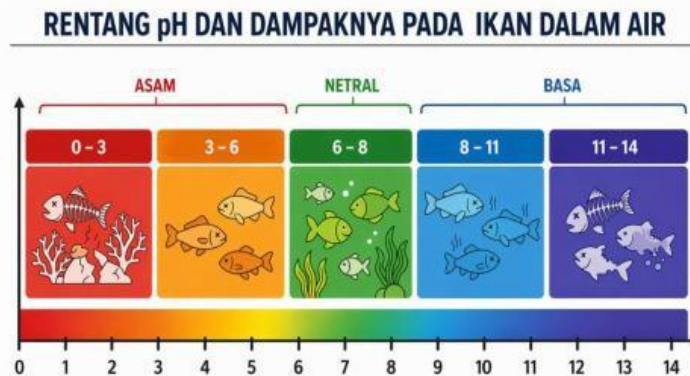 RENTANG pH DAN DAMPAKNYA PADA IKAN DALAM AIR
ASAM NETRAL BASA
0 – 3 3 – 6 6 – 8 8 – 11 11 – 14
0 1 2 3 4 5 6 7 8 9 10 11 12 13 14